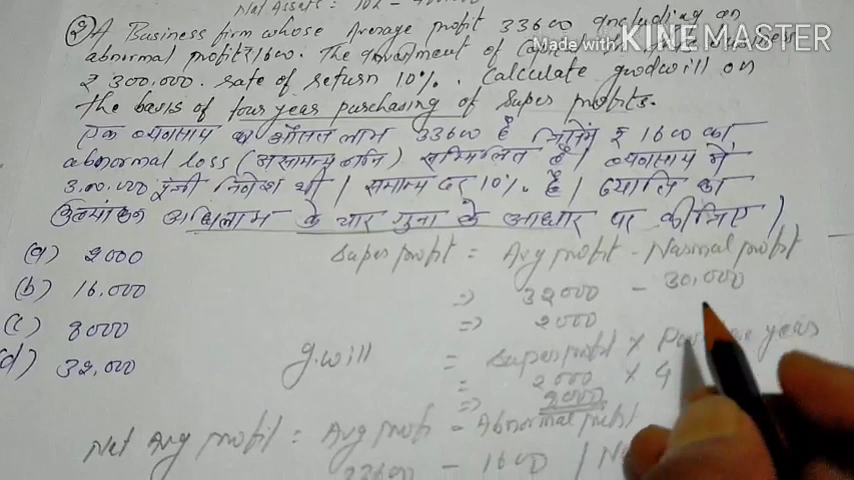 Net Assets =
② A Business firm whose Average profit 33600 including an
abnormal profit ₹1600. The investment of
₹ 300,000. rate of return 10%. Calculate goodwill on
the basis of four year purchasing of super profits.
एक व्यवसाय का औसत लाभ 33600 है जिसमें ₹ 1600 का
abnormal loss (असामान्य हानि) सम्मिलित है। व्यवसाय में
3,00,000 पूंजी निवेश थी। सामान्य दर 10% है। ख्याति का
मूल्यांकन अधिलाभ के चार गुना के आधार पर कीजिए।
(a) 2000
(b) 16,000
(c) 8000
(d) 32,000
Super profit = Avg profit - Normal profit
=> 32000 - 30,000
=> 2000
g.will = Super profit × years
= 2000 × 4
=> 8000
Net Avg profit = Avg profit - Abnormal profit
33600 - 1600
Made with KINEMASTER